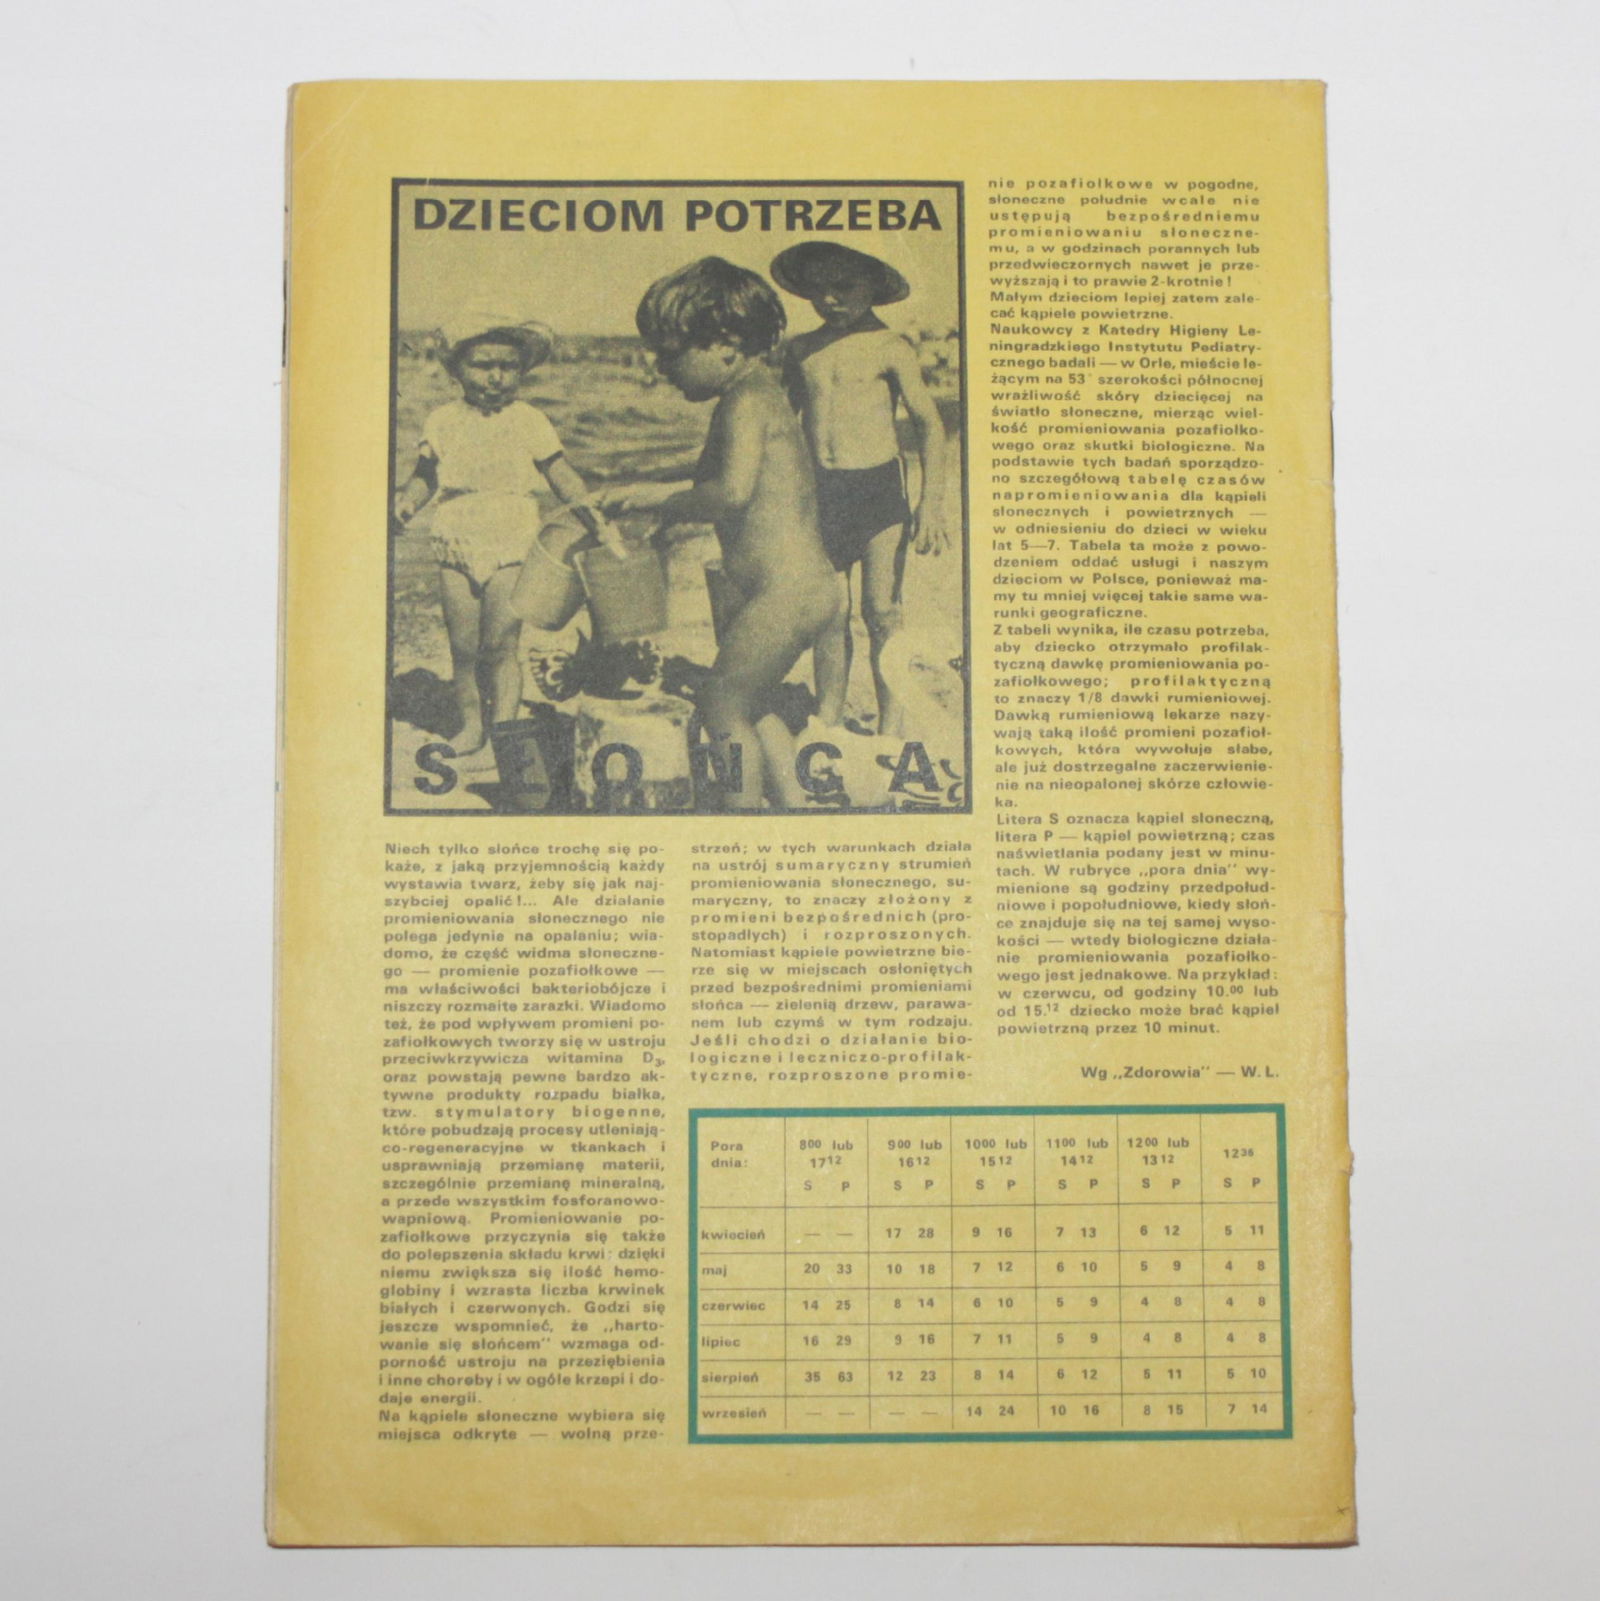 DZIECIOM POTRZEBA
SŁOŃCA
Niech tylko słońce trochę się po-
każe, z jaką przyjemnością każdy
wystawia twarz, żeby się jak naj-
szybciej opalić!... Ale działanie
promieniowania słonecznego nie
polega jedynie na opalaniu; wia-
domo, że część widma słoneczne-
go — promienie pozafiołkowe —
ma właściwości bakteriobójcze i
niszczy rozmaite zarazki. Wiadomo
też, że pod wpływem promieni po-
zafiołkowych tworzy się w ustroju
przeciwkrzywicza witamina D₃,
oraz powstają pewne bardzo ak-
tywne produkty rozpadu białka,
tzw. stymulatory biogenne,
które pobudzają procesy utleniają-
co-regeneracyjne w tkankach i
usprawniają przemianę materii,
szczególnie przemianę mineralną,
a przede wszystkim fosforanowo-
wapniową. Promieniowanie po-
zafiołkowe przyczynia się także
do polepszenia składu krwi: dzięki
niemu zwiększa się ilość hemo-
globiny i wzrasta liczba krwinek
białych i czerwonych. Godzi się
jeszcze wspomnieć, że „harto-
wanie się słońcem" wzmaga od-
porność ustroju na przeziębienia
i inne choroby i w ogóle krzepi i do-
daje energii.
Na kąpiele słoneczne wybiera się
miejsca odkryte — wolną prze-
strzeń; w tych warunkach działa
na ustrój sumaryczny strumień
promieniowania słonecznego, su-
maryczny, to znaczy złożony z
promieni bezpośrednich (pro-
stopadłych) i rozproszonych.
Natomiast kąpiele powietrzne bie-
rze się w miejscach osłoniętych
przed bezpośrednimi promieniami
słońca — zielenią drzew, parawa-
nem lub czymś w tym rodzaju.
Jeśli chodzi o działanie bio-
logiczne i leczniczo-profilak-
tyczne, rozproszone promie-
nie pozafiołkowe w pogodne,
słoneczne południe wcale nie
ustępują bezpośredniemu
promieniowaniu słoneczne-
mu, a w godzinach porannych lub
przedwieczornych nawet je prze-
wyższają i to prawie 2-krotnie!
Małym dzieciom lepiej zatem zale-
cać kąpiele powietrzne.
Naukowcy z Katedry Higieny Le-
ningradzkiego Instytutu Pediatry-
cznego badali — w Orle, mieście le-
żącym na 53° szerokości północnej
wrażliwość skóry dziecięcej na
światło słoneczne, mierząc wiel-
kość promieniowania pozafiołko-
wego oraz skutki biologiczne. Na
podstawie tych badań sporządzo-
no szczegółową tabelę czasów
napromieniowania dla kąpieli
słonecznych i powietrznych —
w odniesieniu do dzieci w wieku
lat 5—7. Tabela ta może z powo-
dzeniem oddać usługi i naszym
dzieciom w Polsce, ponieważ ma-
my tu mniej więcej takie same wa-
runki geograficzne.
Z tabeli wynika, ile czasu potrzeba,
aby dziecko otrzymało profilak-
tyczną dawkę promieniowania po-
zafiołkowego; profilaktyczną
to znaczy 1/8 dawki rumieniowej.
Dawką rumieniową lekarze nazy-
wają taką ilość promieni pozafioł-
kowych, która wywołuje słabe,
ale już dostrzegalne zaczerwienie-
nie na nieopalonej skórze człowie-
ka.
Litera S oznacza kąpiel słoneczną,
litera P — kąpiel powietrzną; czas
naświetlania podany jest w minu-
tach. W rubryce „pora dnia" wy-
mienione są godziny przedpołud-
niowe i popołudniowe, kiedy słoń-
ce znajduje się na tej samej wyso-
kości — wtedy biologiczne działa-
nie promieniowania pozafiołko-
wego jest jednakowe. Na przykład:
w czerwcu, od godziny 10.00 lub
od 15.12 dziecko może brać kąpiel
powietrzną przez 10 minut.
Wg „Zdorowia" — W. L.
Pora 800 lub 900 lub 1000 lub 1100 lub 1200 lub 1236
dnia: 1712 1612 1512 1412 1312
S P S P S P S P S P S P
kwiecień — — 17 28 9 16 7 13 6 12 5 11
maj 20 33 10 18 7 12 6 10 5 9 4 8
czerwiec 14 25 8 14 6 10 5 9 4 8 4 8
lipiec 16 29 9 16 7 11 5 9 4 8 4 8
sierpień 35 63 12 23 8 14 6 12 5 11 5 10
wrzesień — — — — 14 24 10 16 8 15 7 14